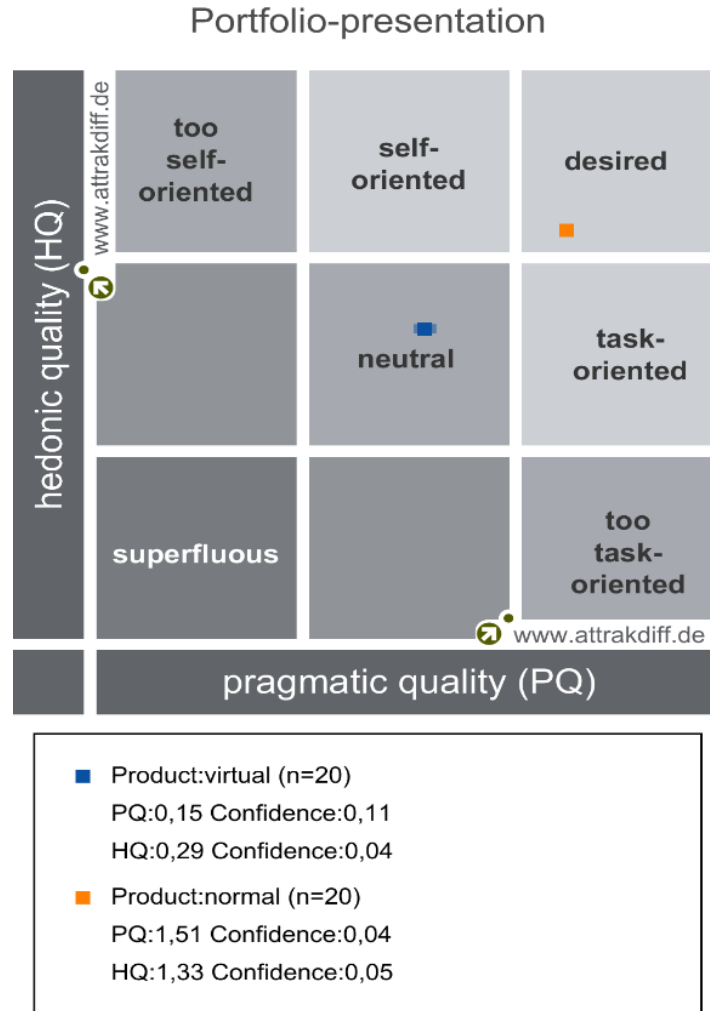 Portfolio-presentation
www.attrakdiff.de
hedonic quality (HQ)
too
self-
oriented
self-
oriented
desired
neutral
task-
oriented
superfluous
too
task-
oriented
www.attrakdiff.de
pragmatic quality (PQ)
Product:virtual (n=20)
PQ:0,15 Confidence:0,11
HQ:0,29 Confidence:0,04
Product:normal (n=20)
PQ:1,51 Confidence:0,04
HQ:1,33 Confidence:0,05